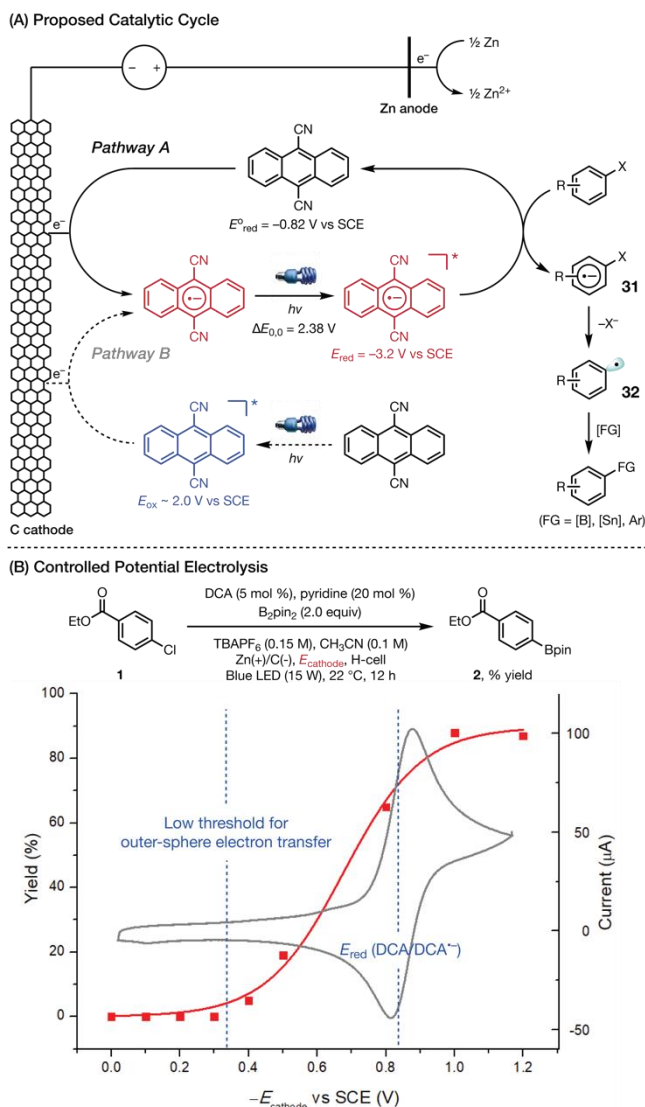 (A) Proposed Catalytic Cycle
− +
e⁻
½ Zn
½ Zn²⁺
Zn anode
Pathway A
CN
CN
E°red = −0.82 V vs SCE
R
X
e⁻
CN
•−
CN
hv
ΔE0,0 = 2.38 V
CN
*
•−
CN
Ered = −3.2 V vs SCE
R
X
•−
31
−X⁻
Pathway B
R
32
e⁻
CN
*
CN
Eox ~ 2.0 V vs SCE
hv
CN
CN
[FG]
R
FG
(FG = [B], [Sn], Ar)
C cathode
(B) Controlled Potential Electrolysis
O
EtO
Cl
1
DCA (5 mol %), pyridine (20 mol %)
B₂pin₂ (2.0 equiv)
TBAPF₆ (0.15 M), CH₃CN (0.1 M)
Zn(+)/C(-), Ecathode, H-cell
Blue LED (15 W), 22 °C, 12 h
O
EtO
Bpin
2, % yield
Yield (%)
100
90
80
60
40
20
0
Low threshold for
outer-sphere electron transfer
Ered (DCA/DCA•−)
100
50
0
-50
Current (μA)
0.0 0.2 0.4 0.6 0.8 1.0 1.2
−Ecathode vs SCE (V)